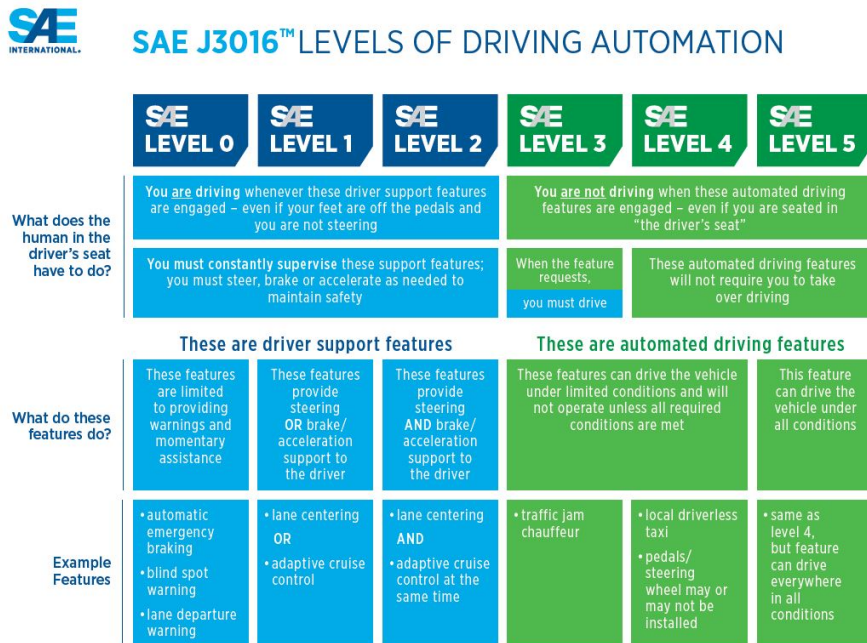 SAE
INTERNATIONAL®
SAE J3016™ LEVELS OF DRIVING AUTOMATION
SAE
LEVEL 0
SAE
LEVEL 1
SAE
LEVEL 2
SAE
LEVEL 3
SAE
LEVEL 4
SAE
LEVEL 5
What does the
human in the
driver's seat
have to do?
You are driving whenever these driver support features
are engaged – even if your feet are off the pedals and
you are not steering
You are not driving when these automated driving
features are engaged – even if you are seated in
"the driver's seat"
You must constantly supervise these support features;
you must steer, brake or accelerate as needed to
maintain safety
When the feature
requests,
you must drive
These automated driving features
will not require you to take
over driving
These are driver support features
These are automated driving features
What do these
features do?
These features
are limited
to providing
warnings and
momentary
assistance
These features
provide
steering
OR brake/
acceleration
support to
the driver
These features
provide
steering
AND brake/
acceleration
support to
the driver
These features can drive the vehicle
under limited conditions and will
not operate unless all required
conditions are met
This feature
can drive the
vehicle under
all conditions
Example
Features
• automatic
emergency
braking
• blind spot
warning
• lane departure
warning
• lane centering
OR
• adaptive cruise
control
• lane centering
AND
• adaptive cruise
control at the
same time
• traffic jam
chauffeur
• local driverless
taxi
• pedals/
steering
wheel may or
may not be
installed
• same as
level 4,
but feature
can drive
everywhere
in all
conditions